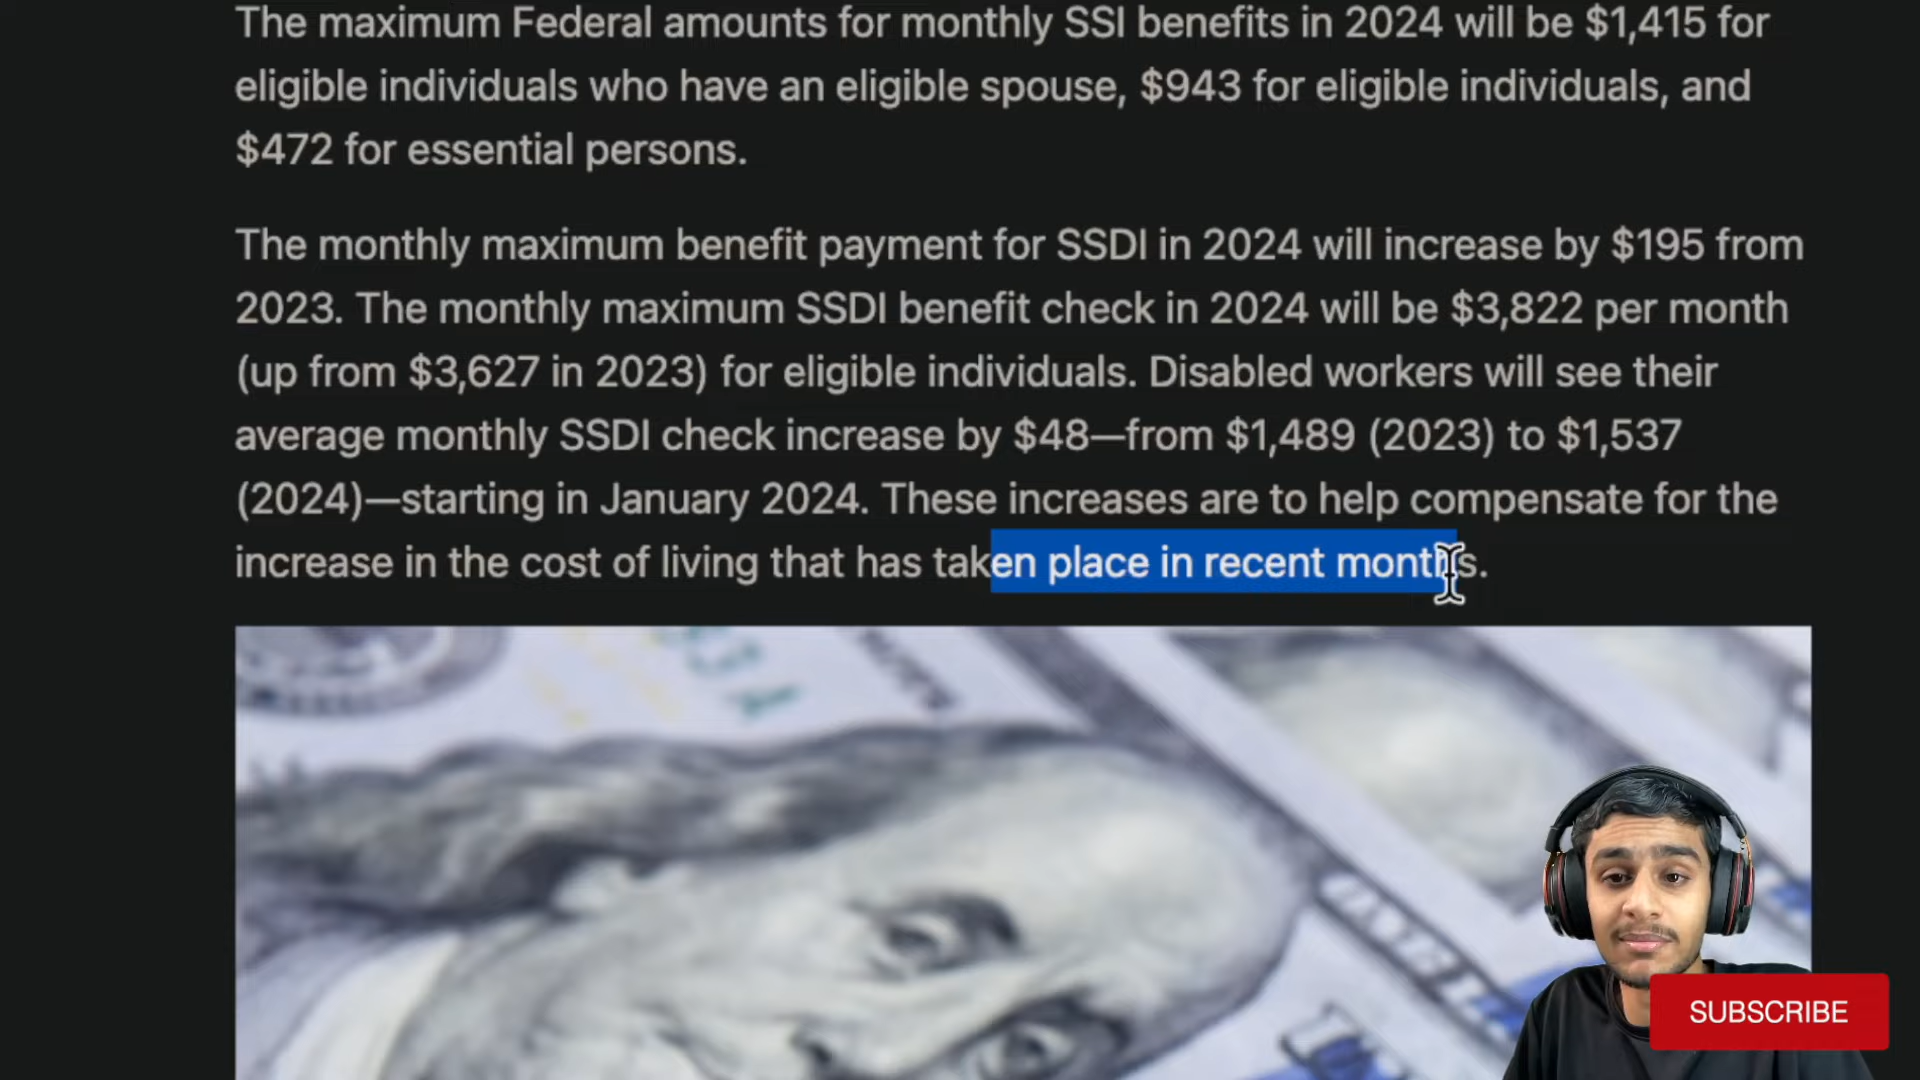 The maximum Federal amounts for monthly SSI benefits in 2024 will be $1,415 for
eligible individuals who have an eligible spouse, $943 for eligible individuals, and
$472 for essential persons.
The monthly maximum benefit payment for SSDI in 2024 will increase by $195 from
2023. The monthly maximum SSDI benefit check in 2024 will be $3,822 per month
(up from $3,627 in 2023) for eligible individuals. Disabled workers will see their
average monthly SSDI check increase by $48—from $1,489 (2023) to $1,537
(2024)—starting in January 2024. These increases are to help compensate for the
increase in the cost of living that has taken place in recent months.
SUBSCRIBE